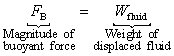 F_B = W_fluid
Magnitude of Weight of
buoyant force displaced fluid